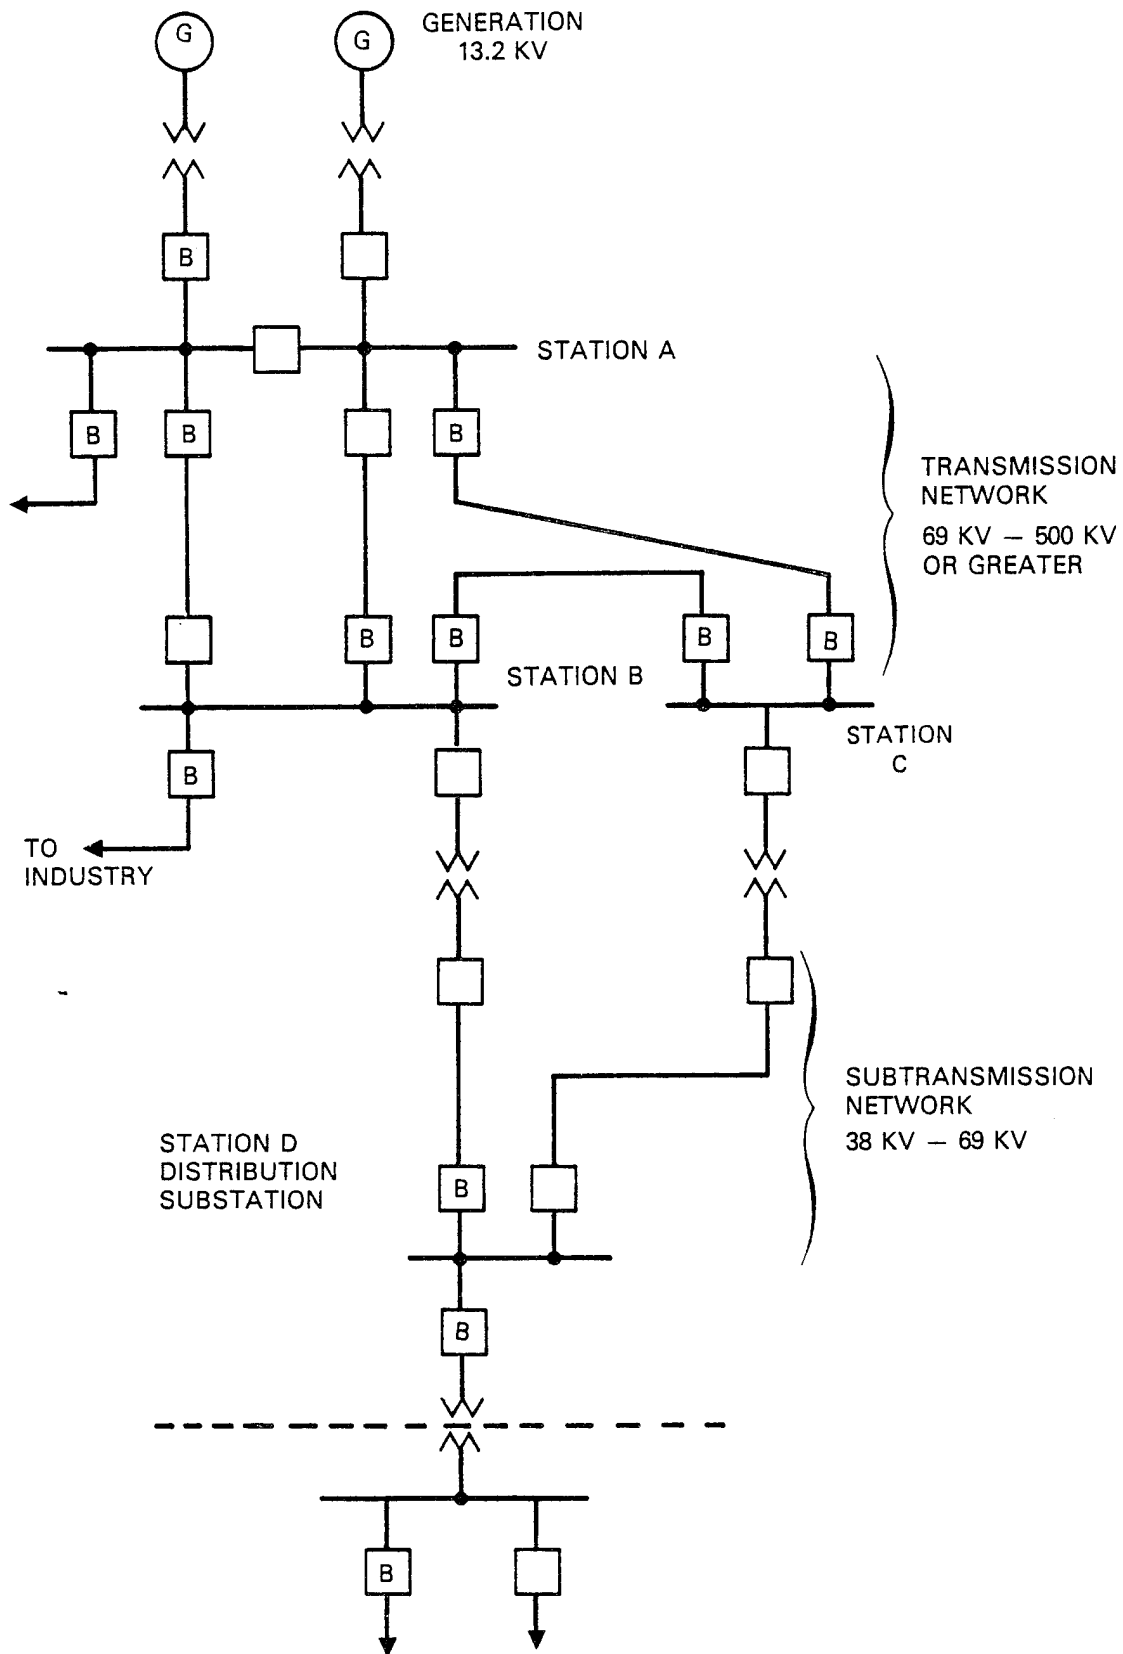 G
G
GENERATION
13.2 KV
B
STATION A
B
B
B
TRANSMISSION
NETWORK
69 KV — 500 KV
OR GREATER
B
B
B
B
STATION B
STATION
C
B
TO
INDUSTRY
SUBTRANSMISSION
NETWORK
38 KV — 69 KV
STATION D
DISTRIBUTION
SUBSTATION
B
B
B